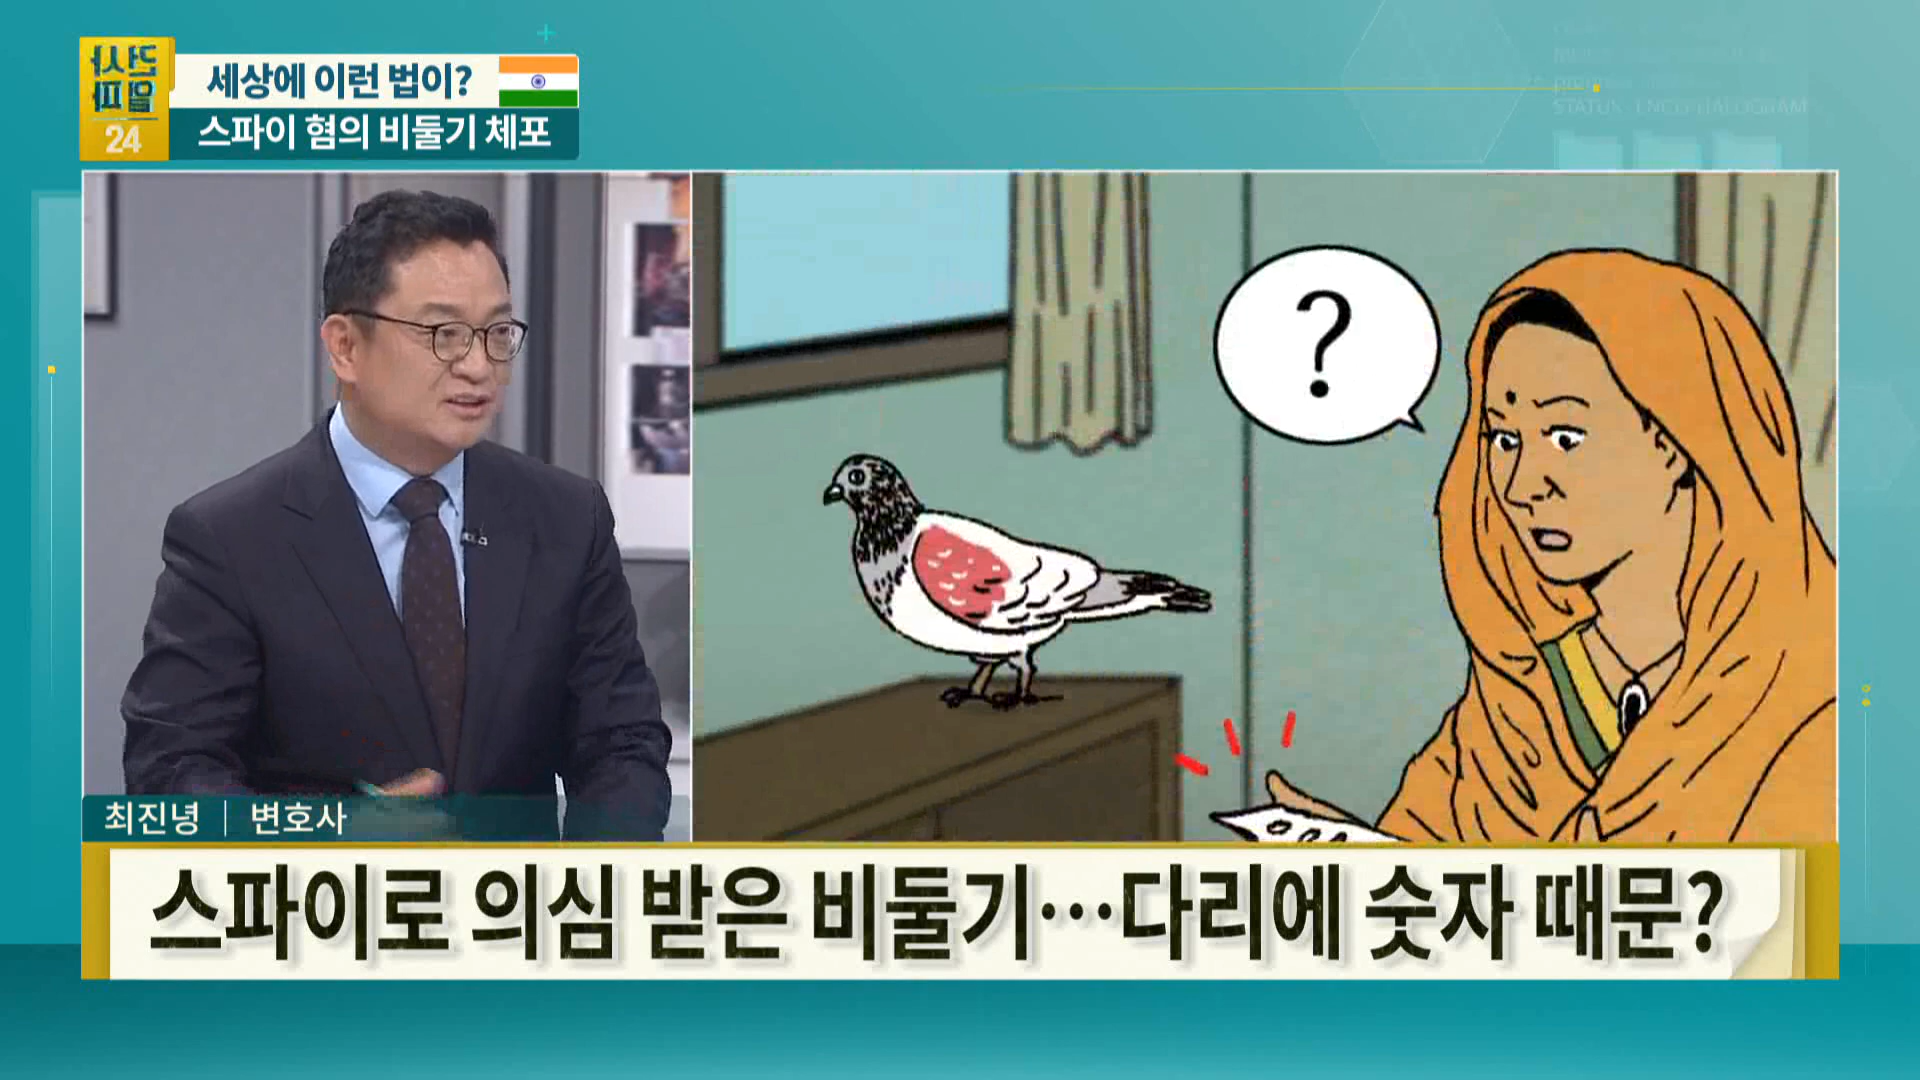 사건
파일
24
세상에 이런 법이?
스파이 혐의 비둘기 체포
?
최진녕 | 변호사
스파이로 의심 받은 비둘기…다리에 숫자 때문?